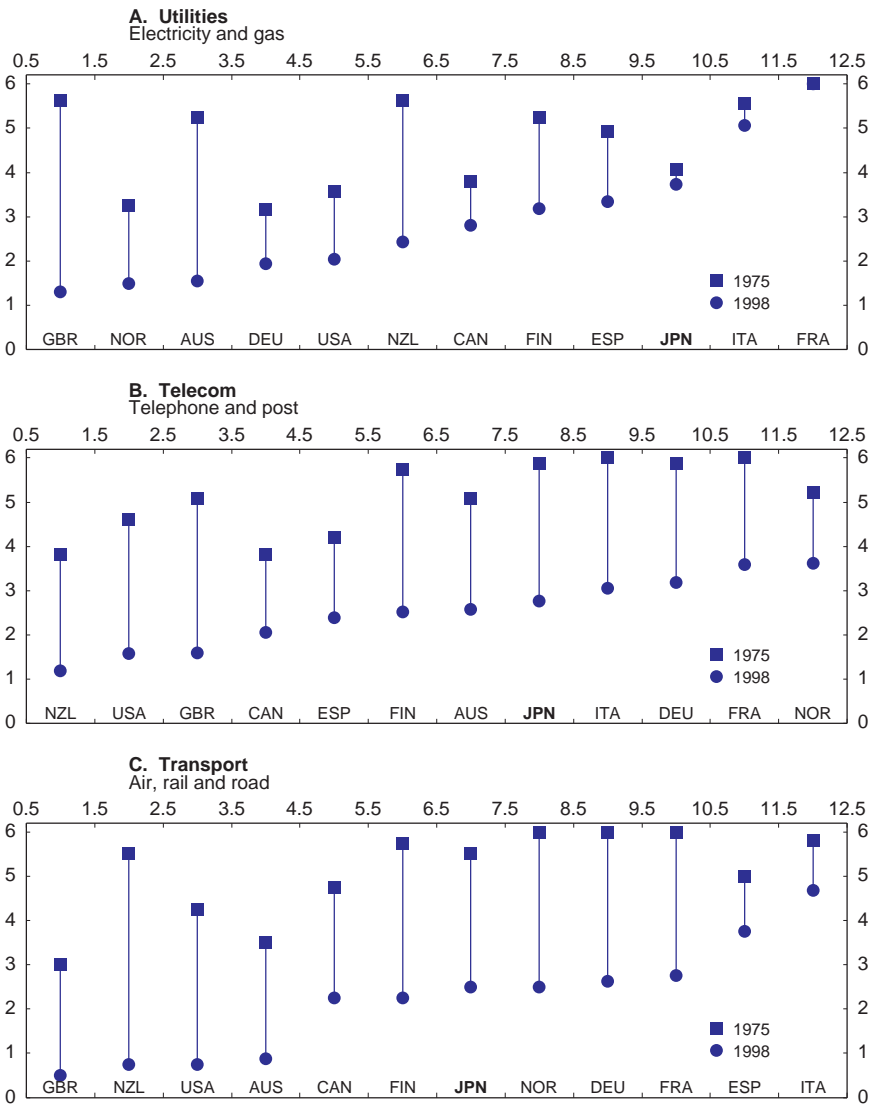 A. Utilities
Electricity and gas
0.5 1.5 2.5 3.5 4.5 5.5 6.5 7.5 8.5 9.5 10.5 11.5 12.5
6 6
5 5
4 4
3 3
2 2
1975
1 1
1998
0 0
GBR NOR AUS DEU USA NZL CAN FIN ESP JPN ITA FRA
B. Telecom
Telephone and post
0.5 1.5 2.5 3.5 4.5 5.5 6.5 7.5 8.5 9.5 10.5 11.5 12.5
6 6
5 5
4 4
3 3
2 2
1975
1 1
1998
0 0
NZL USA GBR CAN ESP FIN AUS JPN ITA DEU FRA NOR
C. Transport
Air, rail and road
0.5 1.5 2.5 3.5 4.5 5.5 6.5 7.5 8.5 9.5 10.5 11.5 12.5
6 6
5 5
4 4
3 3
2 2
1975
1 1
1998
0 0
GBR NZL USA AUS CAN FIN JPN NOR DEU FRA ESP ITA